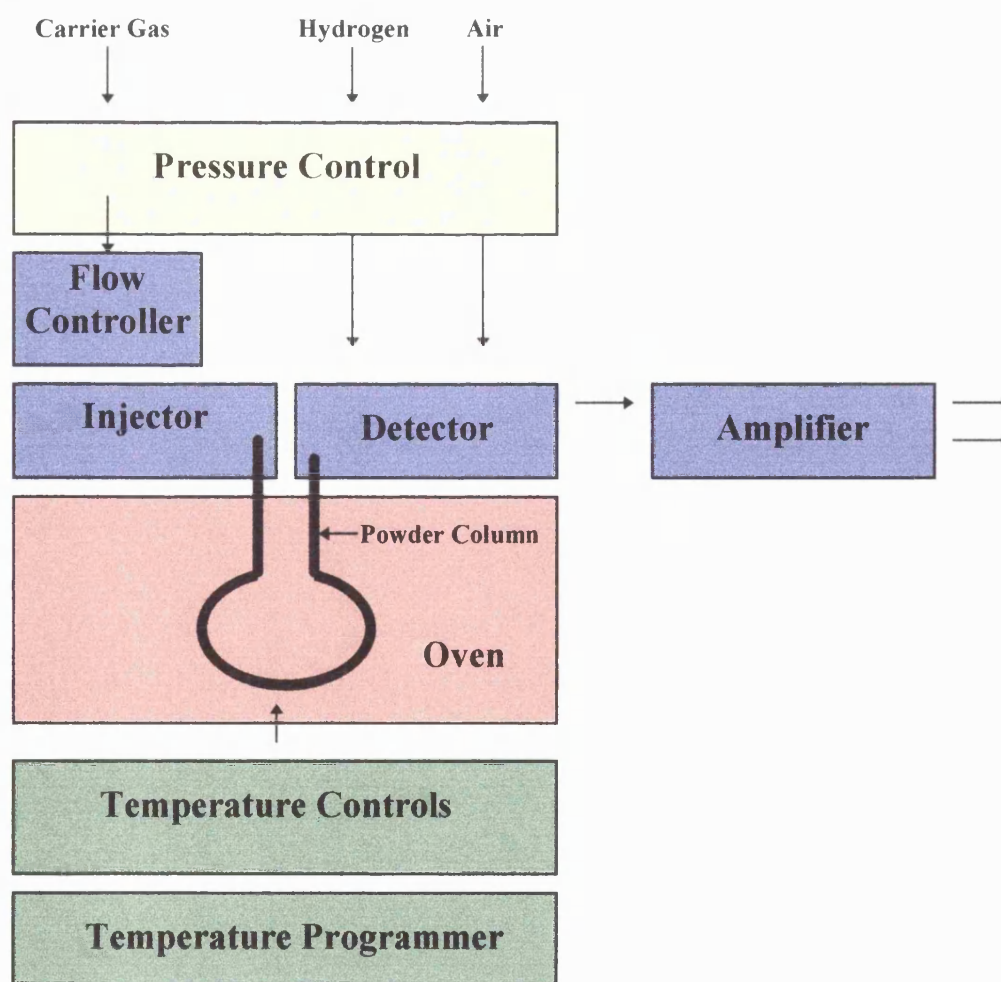 Carrier Gas Hydrogen Air
Pressure Control
Flow
Controller
Injector
Detector
Amplifier
Powder Column
Oven
Temperature Controls
Temperature Programmer